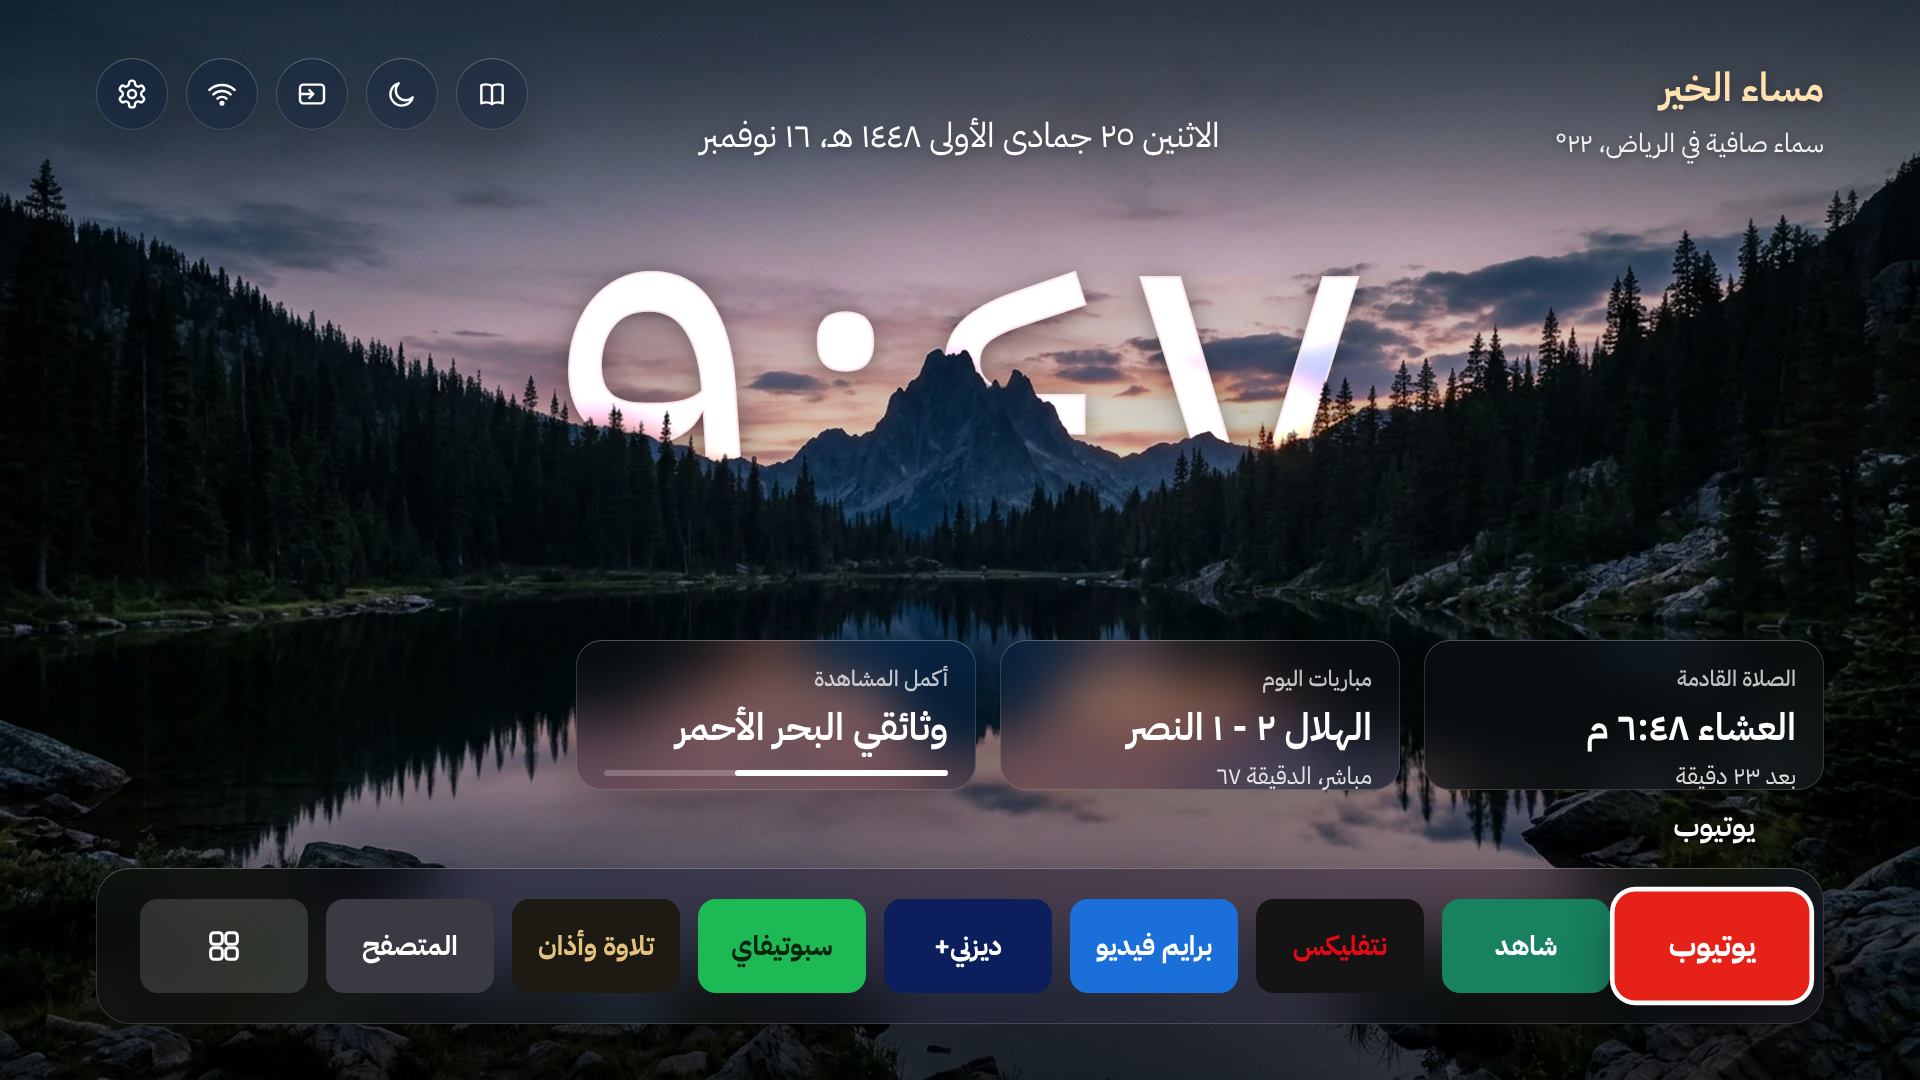 مساء الخير
سماء صافية في الرياض، ٢٢°
الاثنين ٢٥ جمادى الأولى ١٤٤٨ هـ، ١٦ نوفمبر
٩:٤٧
الصلاة القادمة
العشاء ٦:٤٨ م
بعد ٢٣ دقيقة
مباريات اليوم
الهلال ٢ - ١ النصر
مباشر، الدقيقة ٦٧
أكمل المشاهدة
وثائقي البحر الأحمر
يوتيوب
يوتيوب
شاهد
نتفليكس
برايم فيديو
ديزني+
سبوتيفاي
تلاوة وأذان
المتصفح